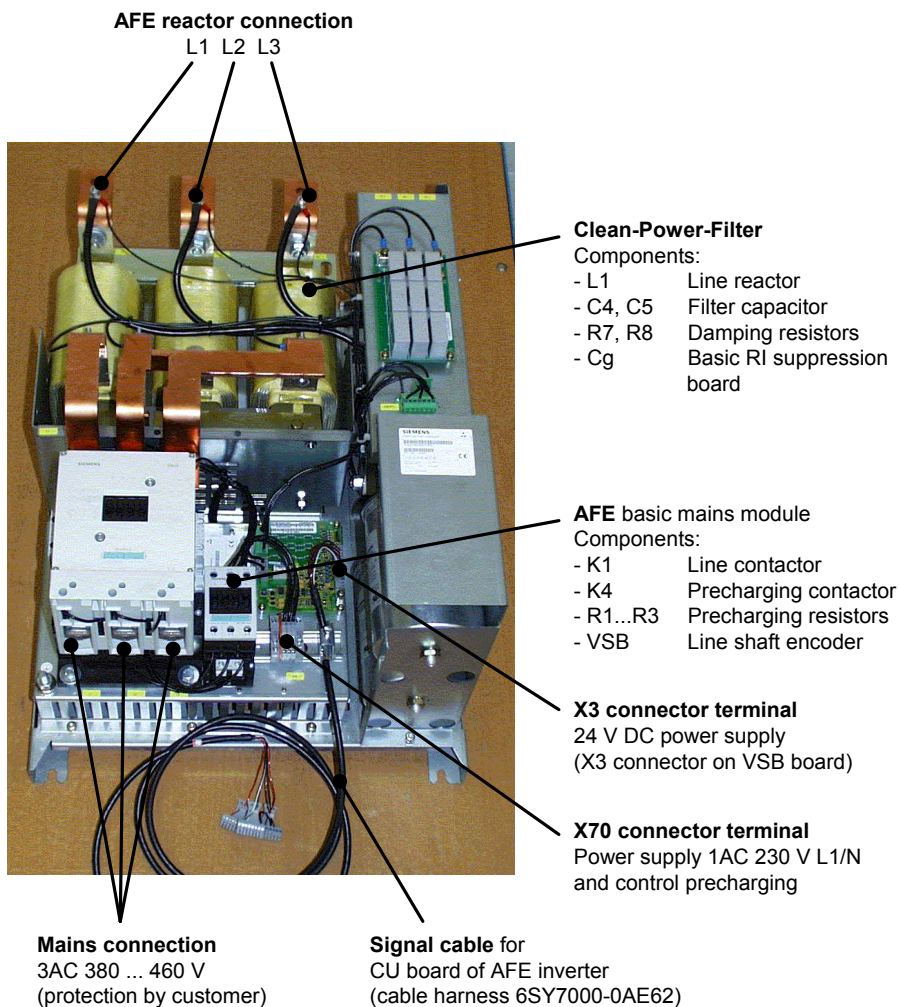 AFE reactor connection
L1 L2 L3
Clean-Power-Filter
Components:
- L1 Line reactor
- C4, C5 Filter capacitor
- R7, R8 Damping resistors
- Cg Basic RI suppression
board
SIEMENS
SIEMENS
AFE basic mains module
Components:
- K1 Line contactor
- K4 Precharging contactor
- R1...R3 Precharging resistors
- VSB Line shaft encoder
X3 connector terminal
24 V DC power supply
(X3 connector on VSB board)
X70 connector terminal
Power supply 1AC 230 V L1/N
and control precharging
Mains connection
3AC 380 ... 460 V
(protection by customer)
Signal cable for
CU board of AFE inverter
(cable harness 6SY7000-0AE62)